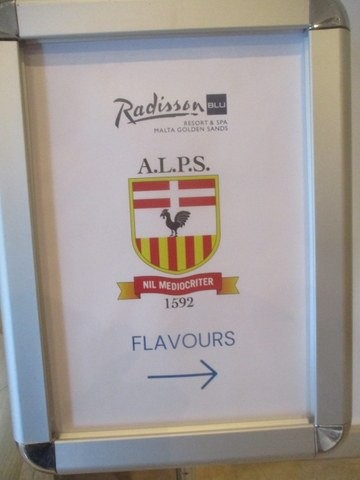 Radisson BLU
RESORT & SPA
MALTA GOLDEN SANDS
A.L.P.S.
NIL MEDIOCRITER
1592
FLAVOURS